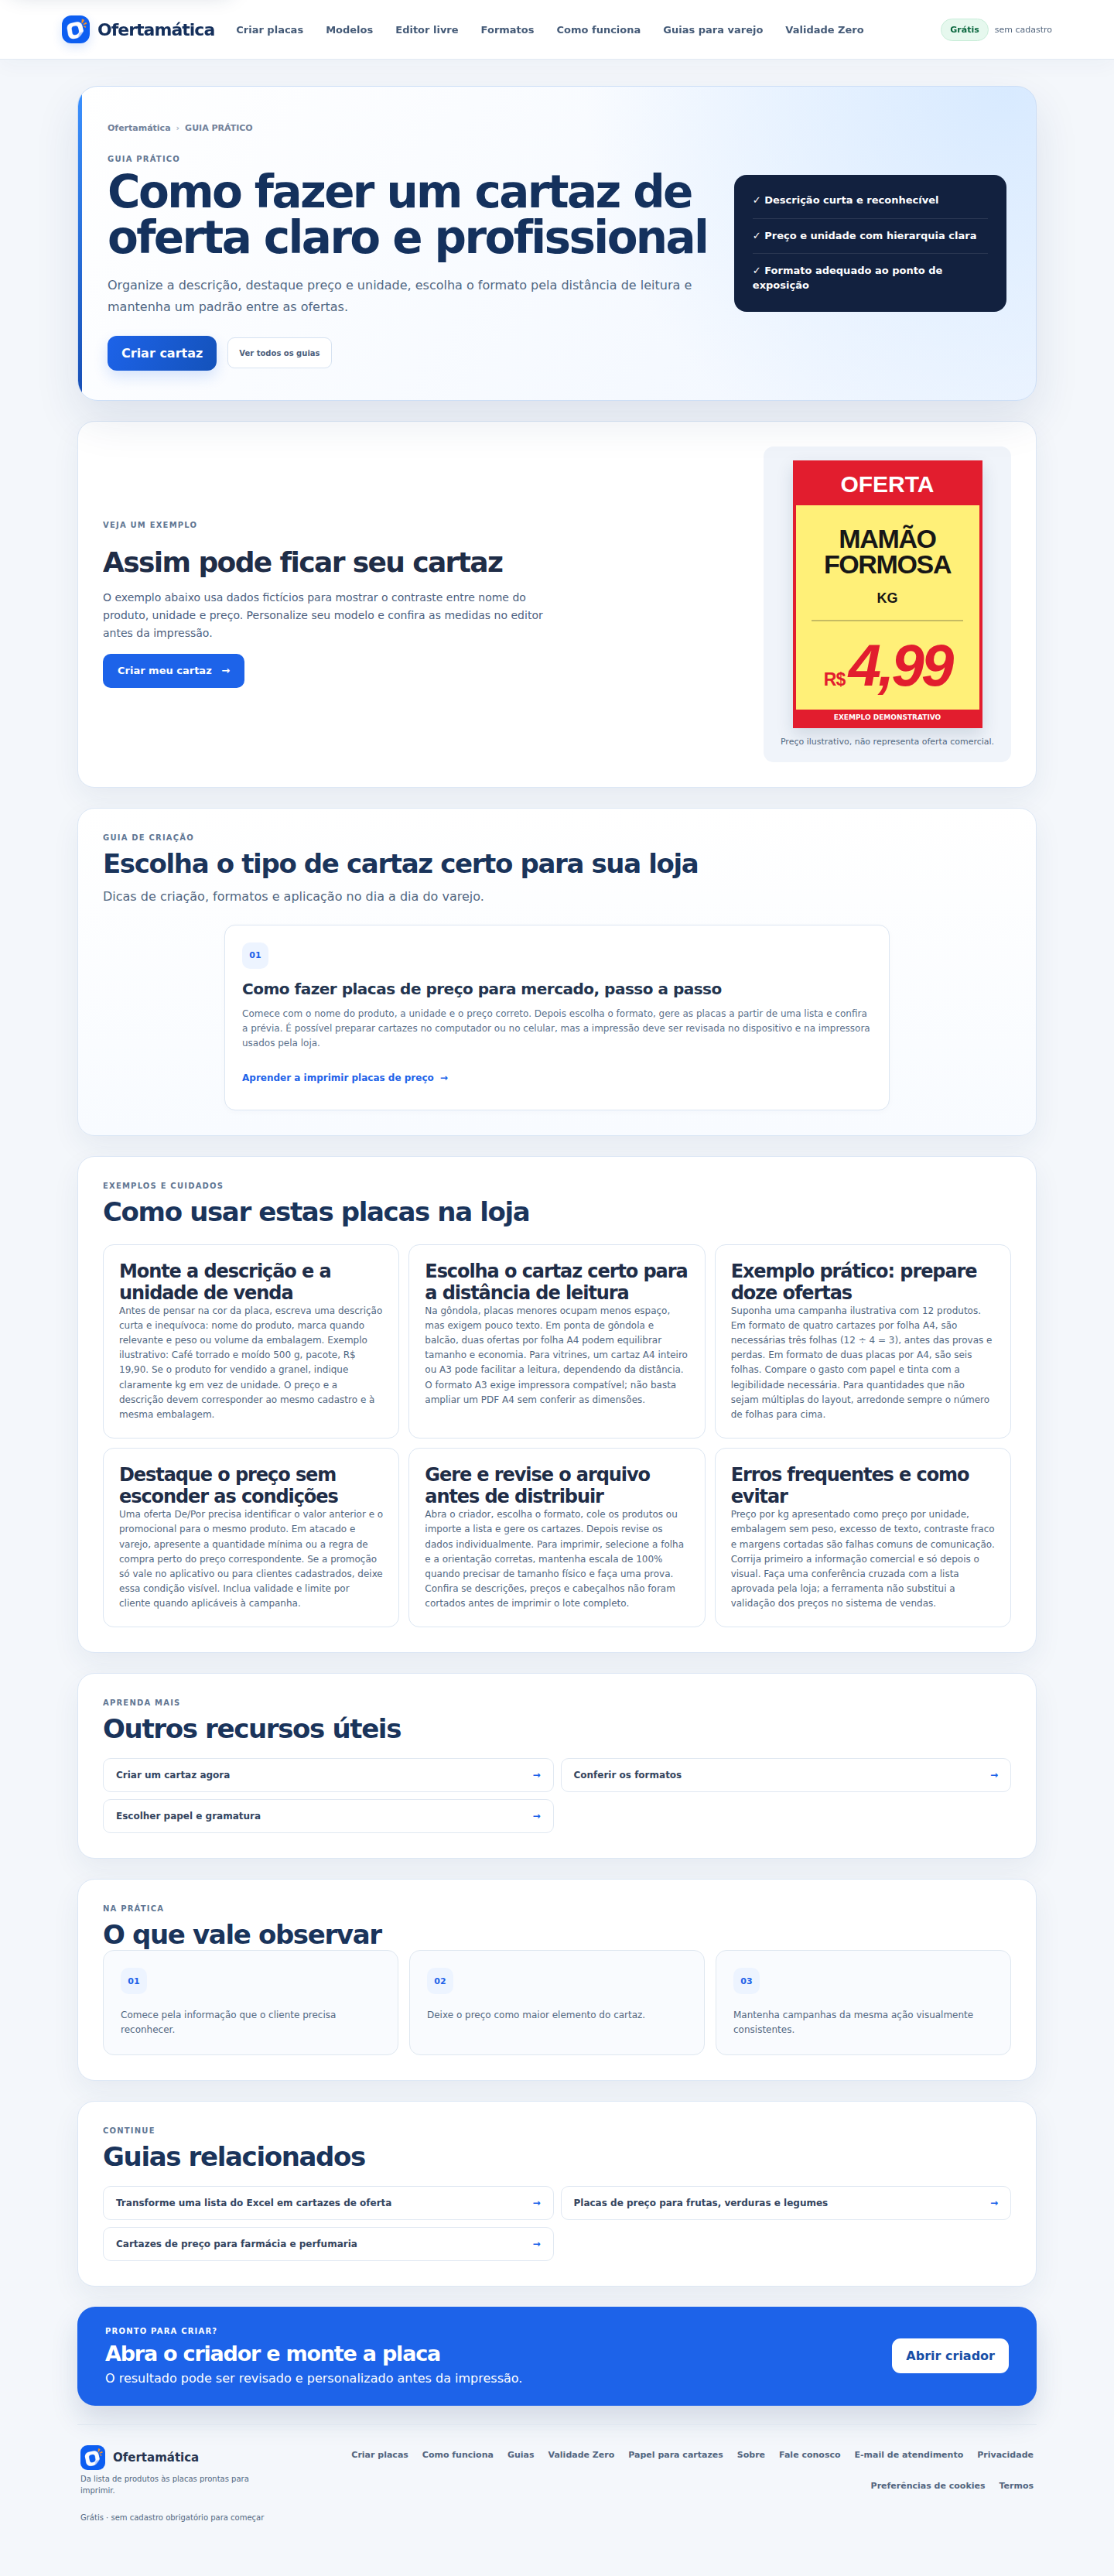 Ofertamática
Criar placas
Modelos
Editor livre
Formatos
Como funciona
Guias para varejo
Validade Zero
Grátis
sem cadastro
Ofertamática › GUIA PRÁTICO
GUIA PRÁTICO
Como fazer um cartaz de
oferta claro e profissional
Organize a descrição, destaque preço e unidade, escolha o formato pela distância de leitura e
mantenha um padrão entre as ofertas.
Criar cartaz
Ver todos os guias
✓ Descrição curta e reconhecível
✓ Preço e unidade com hierarquia clara
✓ Formato adequado ao ponto de
exposição
VEJA UM EXEMPLO
Assim pode ficar seu cartaz
O exemplo abaixo usa dados fictícios para mostrar o contraste entre nome do
produto, unidade e preço. Personalize seu modelo e confira as medidas no editor
antes da impressão.
Criar meu cartaz →
OFERTA
MAMÃO
FORMOSA
KG
R$ 4,99
EXEMPLO DEMONSTRATIVO
Preço ilustrativo, não representa oferta comercial.
GUIA DE CRIAÇÃO
Escolha o tipo de cartaz certo para sua loja
Dicas de criação, formatos e aplicação no dia a dia do varejo.
01
Como fazer placas de preço para mercado, passo a passo
Comece com o nome do produto, a unidade e o preço correto. Depois escolha o formato, gere as placas a partir de uma lista e confira
a prévia. É possível preparar cartazes no computador ou no celular, mas a impressão deve ser revisada no dispositivo e na impressora
usados pela loja.
Aprender a imprimir placas de preço →
EXEMPLOS E CUIDADOS
Como usar estas placas na loja
Monte a descrição e a
unidade de venda
Antes de pensar na cor da placa, escreva uma descrição
curta e inequívoca: nome do produto, marca quando
relevante e peso ou volume da embalagem. Exemplo
ilustrativo: Café torrado e moído 500 g, pacote, R$
19,90. Se o produto for vendido a granel, indique
claramente kg em vez de unidade. O preço e a
descrição devem corresponder ao mesmo cadastro e à
mesma embalagem.
Escolha o cartaz certo para
a distância de leitura
Na gôndola, placas menores ocupam menos espaço,
mas exigem pouco texto. Em ponta de gôndola e
balcão, duas ofertas por folha A4 podem equilibrar
tamanho e economia. Para vitrines, um cartaz A4 inteiro
ou A3 pode facilitar a leitura, dependendo da distância.
O formato A3 exige impressora compatível; não basta
ampliar um PDF A4 sem conferir as dimensões.
Exemplo prático: prepare
doze ofertas
Suponha uma campanha ilustrativa com 12 produtos.
Em formato de quatro cartazes por folha A4, são
necessárias três folhas (12 ÷ 4 = 3), antes das provas e
perdas. Em formato de duas placas por A4, são seis
folhas. Compare o gasto com papel e tinta com a
legibilidade necessária. Para quantidades que não
sejam múltiplas do layout, arredonde sempre o número
de folhas para cima.
Destaque o preço sem
esconder as condições
Uma oferta De/Por precisa identificar o valor anterior e o
promocional para o mesmo produto. Em atacado e
varejo, apresente a quantidade mínima ou a regra de
compra perto do preço correspondente. Se a promoção
só vale no aplicativo ou para clientes cadastrados, deixe
essa condição visível. Inclua validade e limite por
cliente quando aplicáveis à campanha.
Gere e revise o arquivo
antes de distribuir
Abra o criador, escolha o formato, cole os produtos ou
importe a lista e gere os cartazes. Depois revise os
dados individualmente. Para imprimir, selecione a folha
e a orientação corretas, mantenha escala de 100%
quando precisar de tamanho físico e faça uma prova.
Confira se descrições, preços e cabeçalhos não foram
cortados antes de imprimir o lote completo.
Erros frequentes e como
evitar
Preço por kg apresentado como preço por unidade,
embalagem sem peso, excesso de texto, contraste fraco
e margens cortadas são falhas comuns de comunicação.
Corrija primeiro a informação comercial e só depois o
visual. Faça uma conferência cruzada com a lista
aprovada pela loja; a ferramenta não substitui a
validação dos preços no sistema de vendas.
APRENDA MAIS
Outros recursos úteis
Criar um cartaz agora →
Conferir os formatos →
Escolher papel e gramatura →
NA PRÁTICA
O que vale observar
01
Comece pela informação que o cliente precisa
reconhecer.
02
Deixe o preço como maior elemento do cartaz.
03
Mantenha campanhas da mesma ação visualmente
consistentes.
CONTINUE
Guias relacionados
Transforme uma lista do Excel em cartazes de oferta →
Placas de preço para frutas, verduras e legumes →
Cartazes de preço para farmácia e perfumaria →
PRONTO PARA CRIAR?
Abra o criador e monte a placa
O resultado pode ser revisado e personalizado antes da impressão.
Abrir criador
Ofertamática
Da lista de produtos às placas prontas para
imprimir.
Grátis · sem cadastro obrigatório para começar
Criar placas
Como funciona
Guias
Validade Zero
Papel para cartazes
Sobre
Fale conosco
E-mail de atendimento
Privacidade
Preferências de cookies
Termos